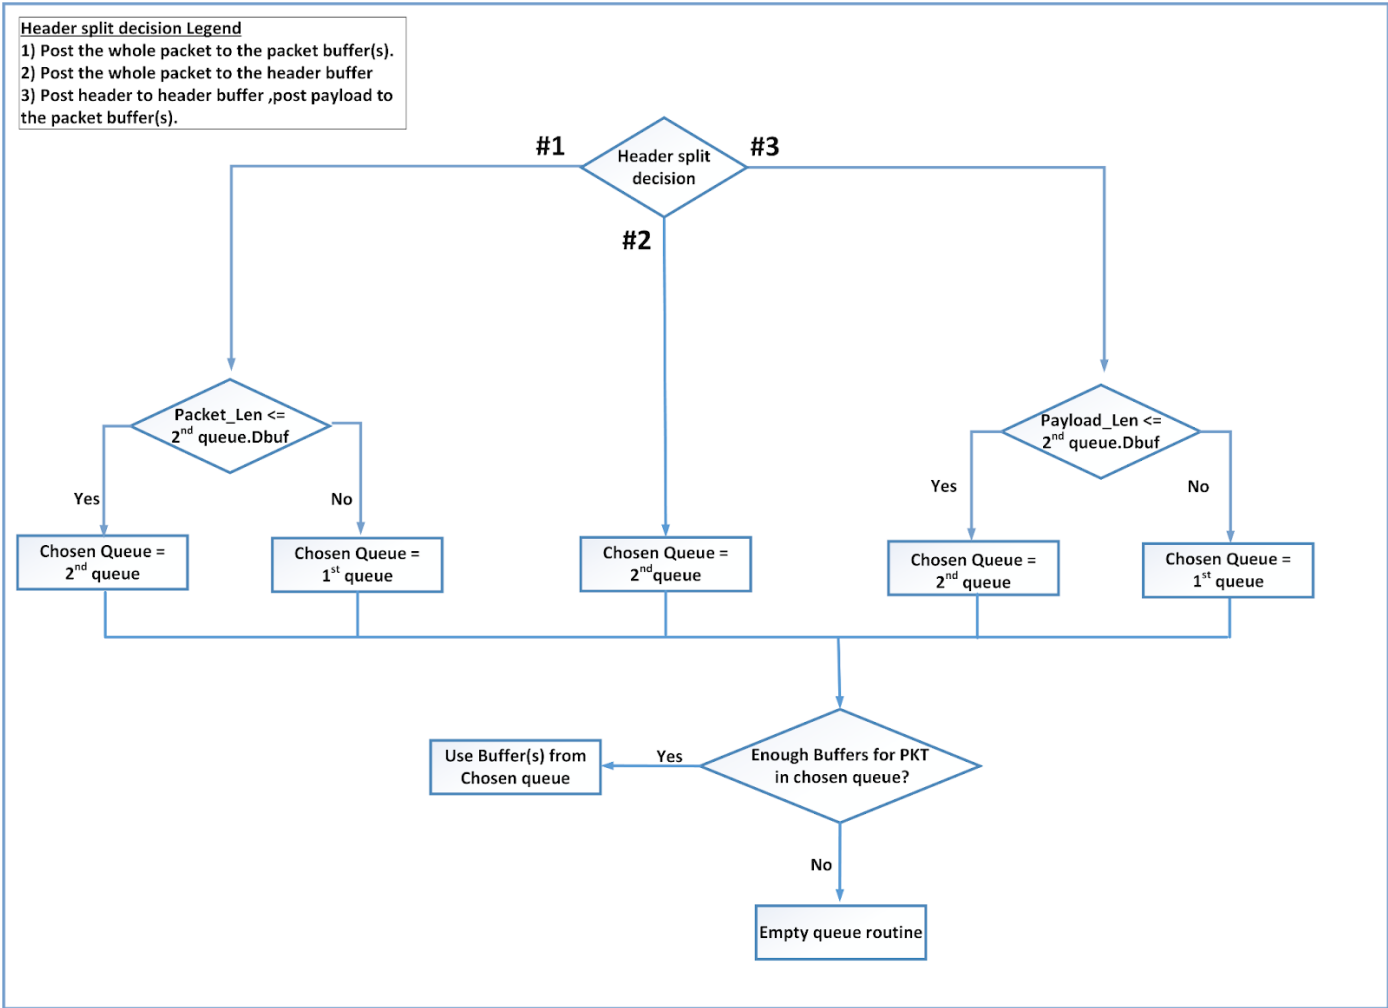 Header split decision Legend
1) Post the whole packet to the packet buffer(s).
2) Post the whole packet to the header buffer
3) Post header to header buffer ,post payload to
the packet buffer(s).
#1
Header split
decision
#3
#2
Packet_Len <=
2nd queue.Dbuf
Payload_Len <=
2nd queue.Dbuf
Yes
No
Yes
No
Chosen Queue =
2nd queue
Chosen Queue =
1st queue
Chosen Queue =
2ndqueue
Chosen Queue =
2nd queue
Chosen Queue =
1st queue
Use Buffer(s) from
Chosen queue
Yes
Enough Buffers for PKT
in chosen queue?
No
Empty queue routine